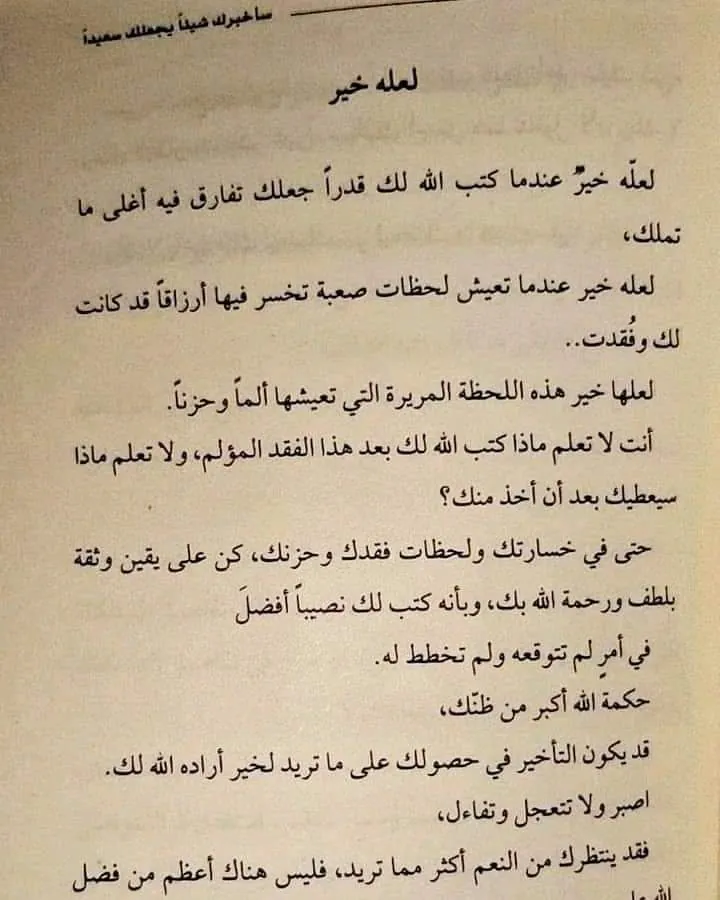 سأخبرك شيئاً يجعلك سعيداً
لعله خير
لعلّه خيرٌ عندما كتب الله لك قدراً جعلك تفارق فيه أغلى ما
تملك،
لعله خير عندما تعيش لحظات صعبة تخسر فيها أرزاقاً قد كانت
لك وفُقدت..
لعلها خير هذه اللحظة المريرة التي تعيشها ألماً وحزناً.
أنت لا تعلم ماذا كتب الله لك بعد هذا الفقد المؤلم، ولا تعلم ماذا
سيعطيك بعد أن أخذ منك؟
حتى في خسارتك ولحظات فقدك وحزنك، كن على يقين وثقة
بلطف ورحمة الله بك، وبأنه كتب لك نصيباً أفضلَ
في أمرٍ لم تتوقعه ولم تخطط له.
حكمة الله أكبر من ظنّك،
قد يكون التأخير في حصولك على ما تريد لخير أراده الله لك.
اصبر ولا تتعجل وتفاءل،
فقد ينتظرك من النعم أكثر مما تريد، فليس هناك أعظم من فضل
الله